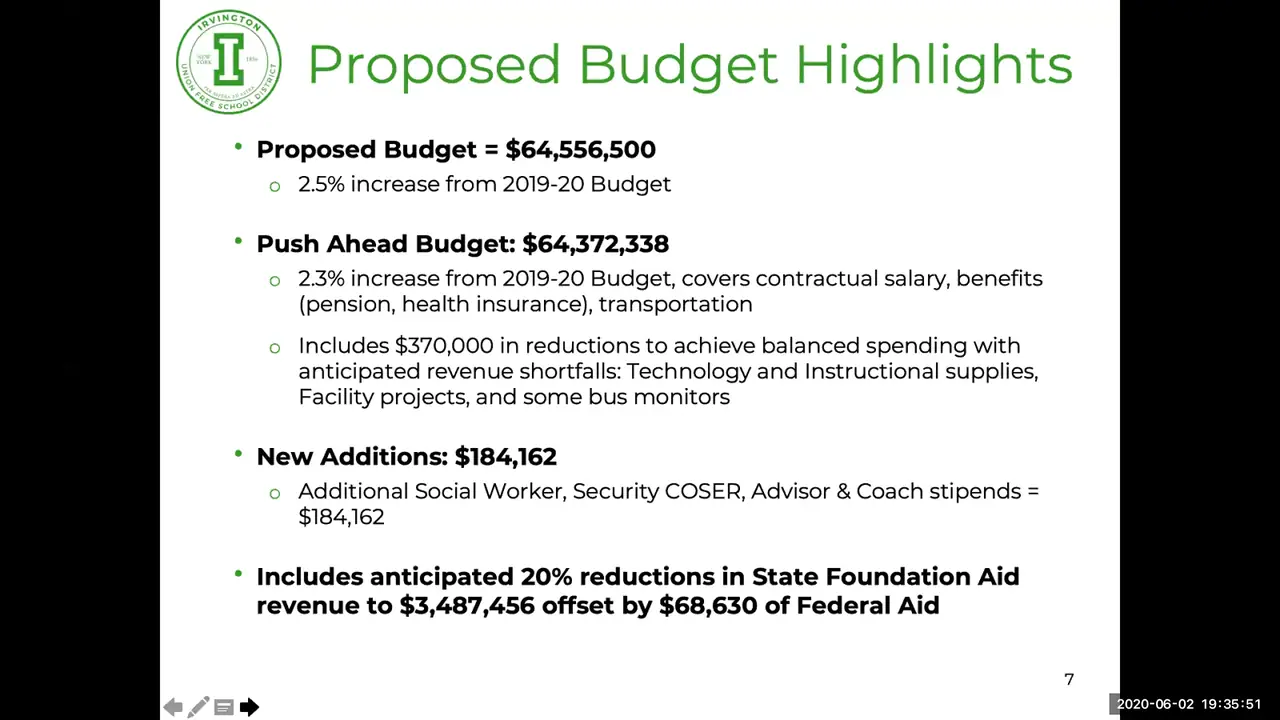 IRVINGTON
I
NEW YORK
UNION FREE SCHOOL DISTRICT
Proposed Budget Highlights
• Proposed Budget = $64,556,500
o 2.5% increase from 2019-20 Budget
• Push Ahead Budget: $64,372,338
o 2.3% increase from 2019-20 Budget, covers contractual salary, benefits
(pension, health insurance), transportation
o Includes $370,000 in reductions to achieve balanced spending with
anticipated revenue shortfalls: Technology and Instructional supplies,
Facility projects, and some bus monitors
• New Additions: $184,162
o Additional Social Worker, Security COSER, Advisor & Coach stipends =
$184,162
• Includes anticipated 20% reductions in State Foundation Aid
revenue to $3,487,456 offset by $68,630 of Federal Aid
7
2020-06-02 19:35:51